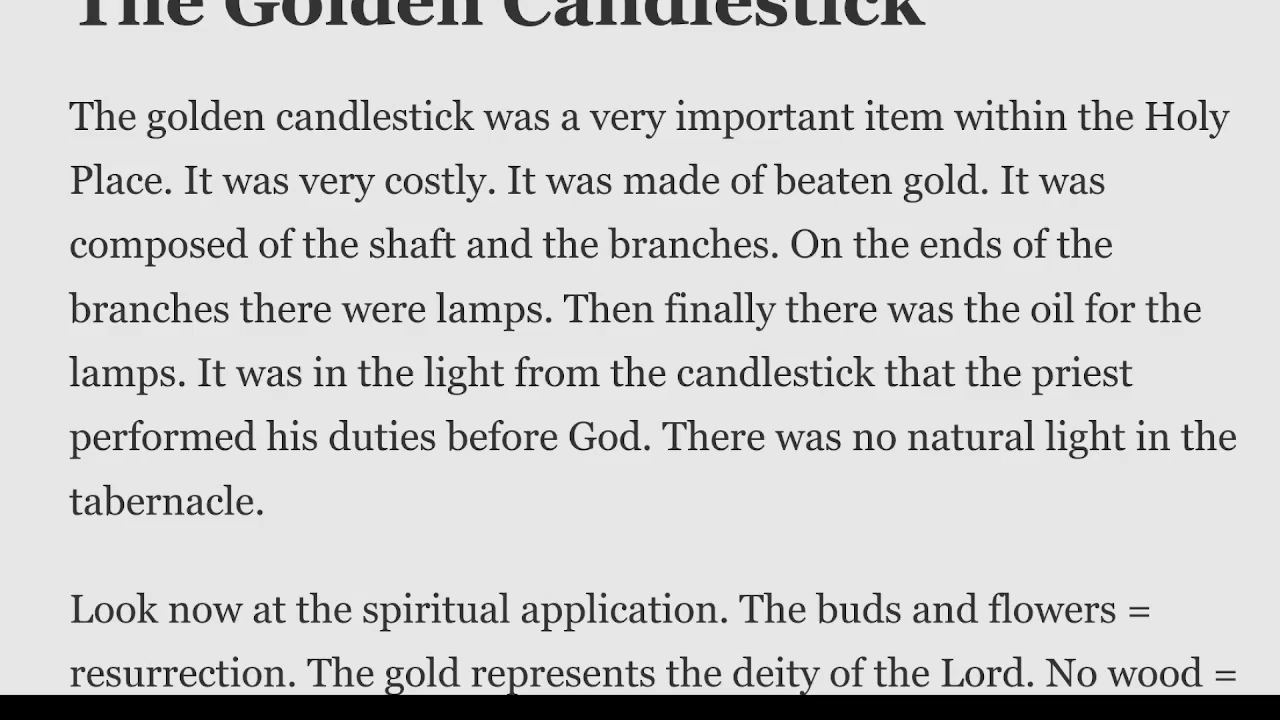 The Golden Candlestick
The golden candlestick was a very important item within the Holy
Place. It was very costly. It was made of beaten gold. It was
composed of the shaft and the branches. On the ends of the
branches there were lamps. Then finally there was the oil for the
lamps. It was in the light from the candlestick that the priest
performed his duties before God. There was no natural light in the
tabernacle.
Look now at the spiritual application. The buds and flowers =
resurrection. The gold represents the deity of the Lord. No wood =